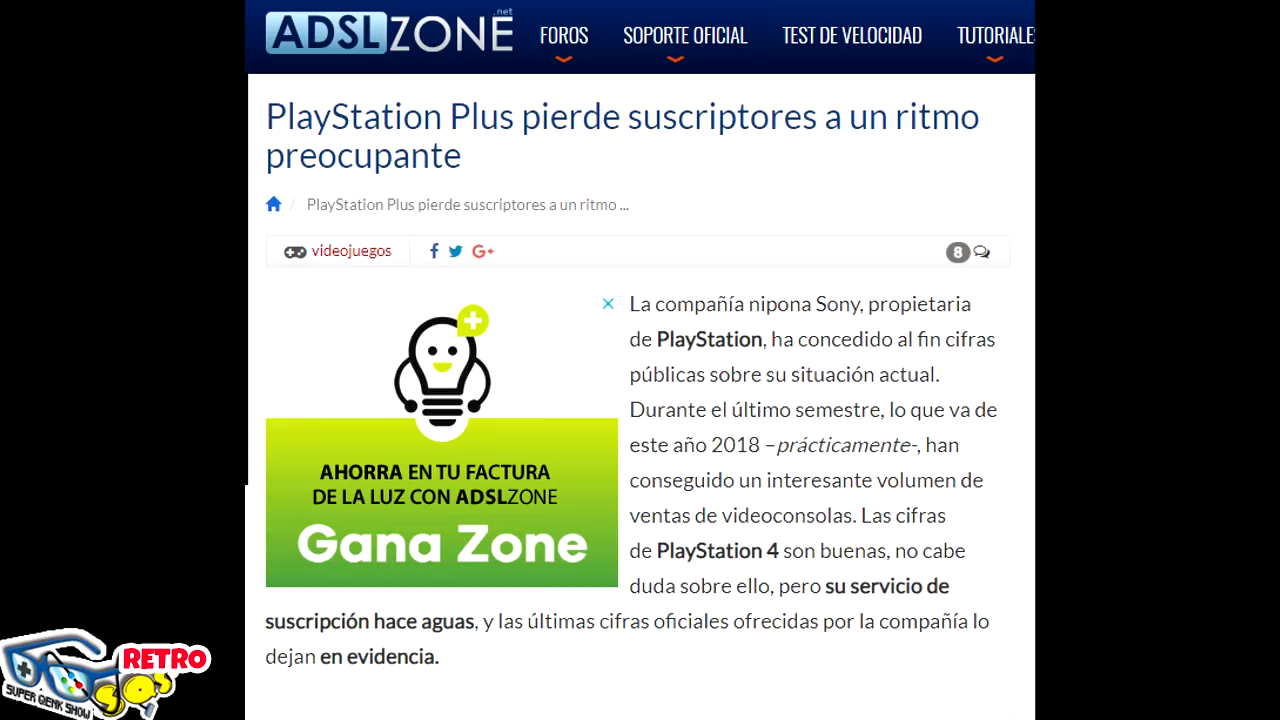 ADSLZONE.net FOROS SOPORTE OFICIAL TEST DE VELOCIDAD TUTORIALE
PlayStation Plus pierde suscriptores a un ritmo
preocupante
/ PlayStation Plus pierde suscriptores a un ritmo ...
videojuegos f G+ 8
AHORRA EN TU FACTURA
DE LA LUZ CON ADSLZONE
Gana Zone
La compañía nipona Sony, propietaria
de PlayStation, ha concedido al fin cifras
públicas sobre su situación actual.
Durante el último semestre, lo que va de
este año 2018 –prácticamente-, han
conseguido un interesante volumen de
ventas de videoconsolas. Las cifras
de PlayStation 4 son buenas, no cabe
duda sobre ello, pero su servicio de
suscripción hace aguas, y las últimas cifras oficiales ofrecidas por la compañía lo
dejan en evidencia.
RETRO
SUPER GEEK SHOW